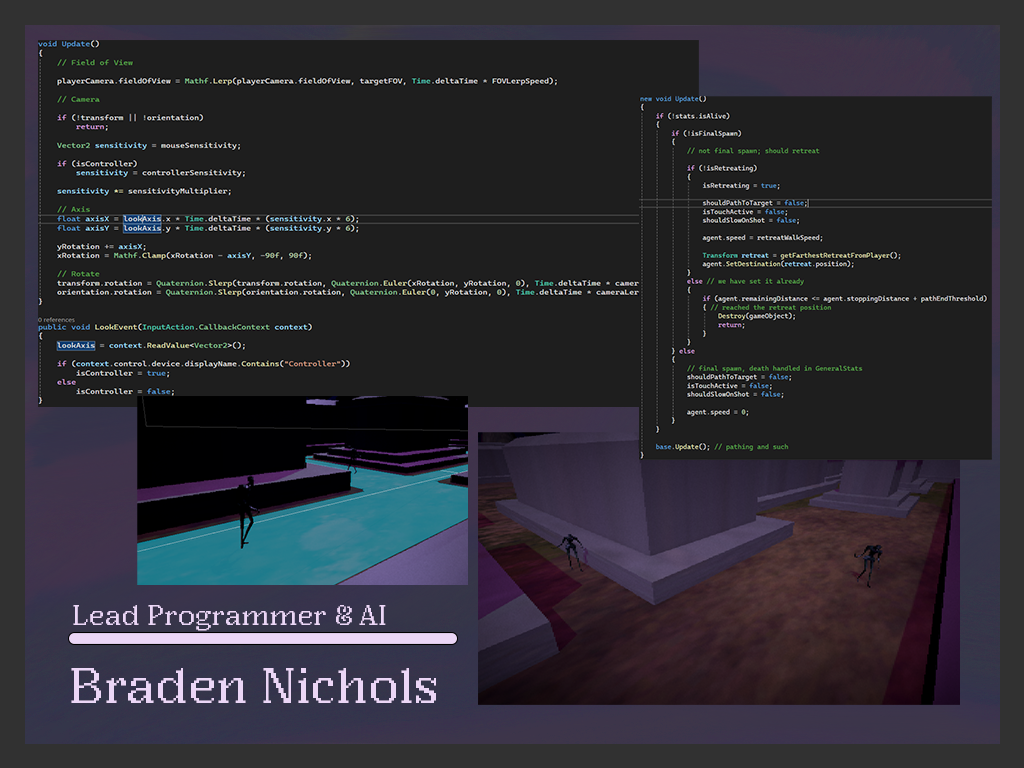 void Update()
{
// Field of View
playerCamera.fieldOfView = Mathf.Lerp(playerCamera.fieldOfView, targetFOV, Time.deltaTime * FOVLerpSpeed);
// Camera
if (!transform || !orientation)
return;
Vector2 sensitivity = mouseSensitivity;
if (isController)
sensitivity = controllerSensitivity;
sensitivity *= sensitivityMultiplier;
// Axis
float axisX = lookAxis.x * Time.deltaTime * (sensitivity.x * 6);
float axisY = lookAxis.y * Time.deltaTime * (sensitivity.y * 6);
yRotation += axisX;
xRotation = Mathf.Clamp(xRotation - axisY, -90f, 90f);
// Rotate
transform.rotation = Quaternion.Slerp(transform.rotation, Quaternion.Euler(xRotation, yRotation, 0), Time.deltaTime * camer
orientation.rotation = Quaternion.Slerp(orientation.rotation, Quaternion.Euler(0, yRotation, 0), Time.deltaTime * cameraLer
}
0 references
public void LookEvent(InputAction.CallbackContext context)
{
lookAxis = context.ReadValue<Vector2>();
if (context.control.device.displayName.Contains("Controller"))
isController = true;
else
isController = false;
}
new void Update()
{
if (!stats.isAlive)
{
if (!isFinalSpawn)
{
// not final spawn; should retreat
if (!isRetreating)
{
isRetreating = true;
shouldPathToTarget = false;
isTouchActive = false;
shouldSlowOnShot = false;
agent.speed = retreatWalkSpeed;
Transform retreat = getFarthestRetreatFromPlayer();
agent.SetDestination(retreat.position);
}
else // we have set it already
{
if (agent.remainingDistance <= agent.stoppingDistance + pathEndThreshold)
{ // reached the retreat position
Destroy(gameObject);
return;
}
}
} else
{
// final spawn, death handled in GeneralStats
shouldPathToTarget = false;
isTouchActive = false;
shouldSlowOnShot = false;
agent.speed = 0;
}
}
base.Update(); // pathing and such
}
Lead Programmer & AI
Braden Nichols